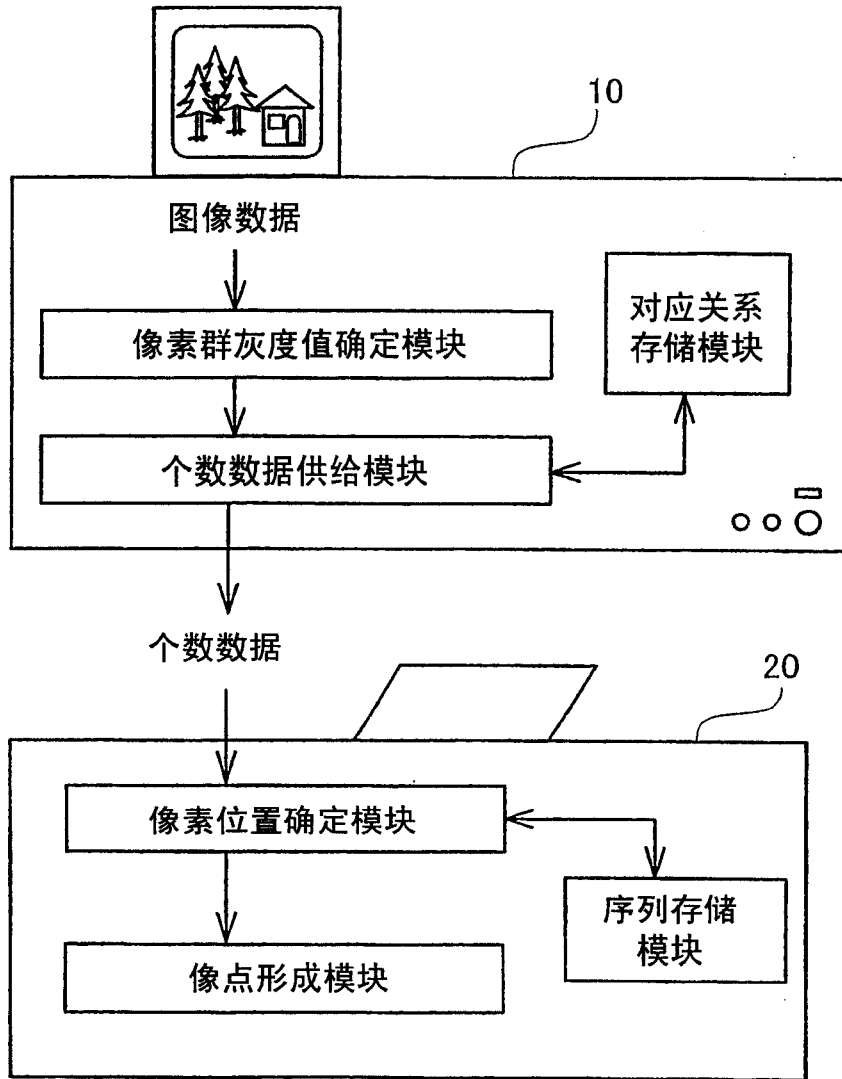 10
图像数据
对应关系
存储模块
像素群灰度值确定模块
个数数据供给模块
个数数据
20
像素位置确定模块
序列存储
模块
像点形成模块